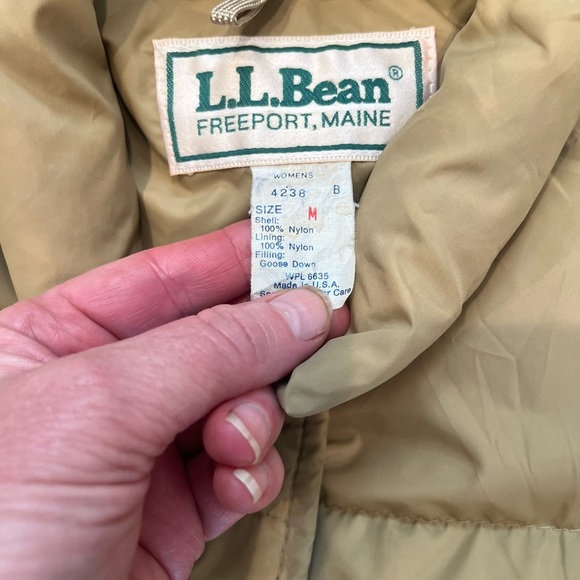 L.L.Bean®
FREEPORT, MAINE
WOMENS
4238 B
SIZE M
Shell:
100% Nylon
Lining:
100% Nylon
Filling:
Goose Down
WPL 6635
Made in U.S.A.
Care